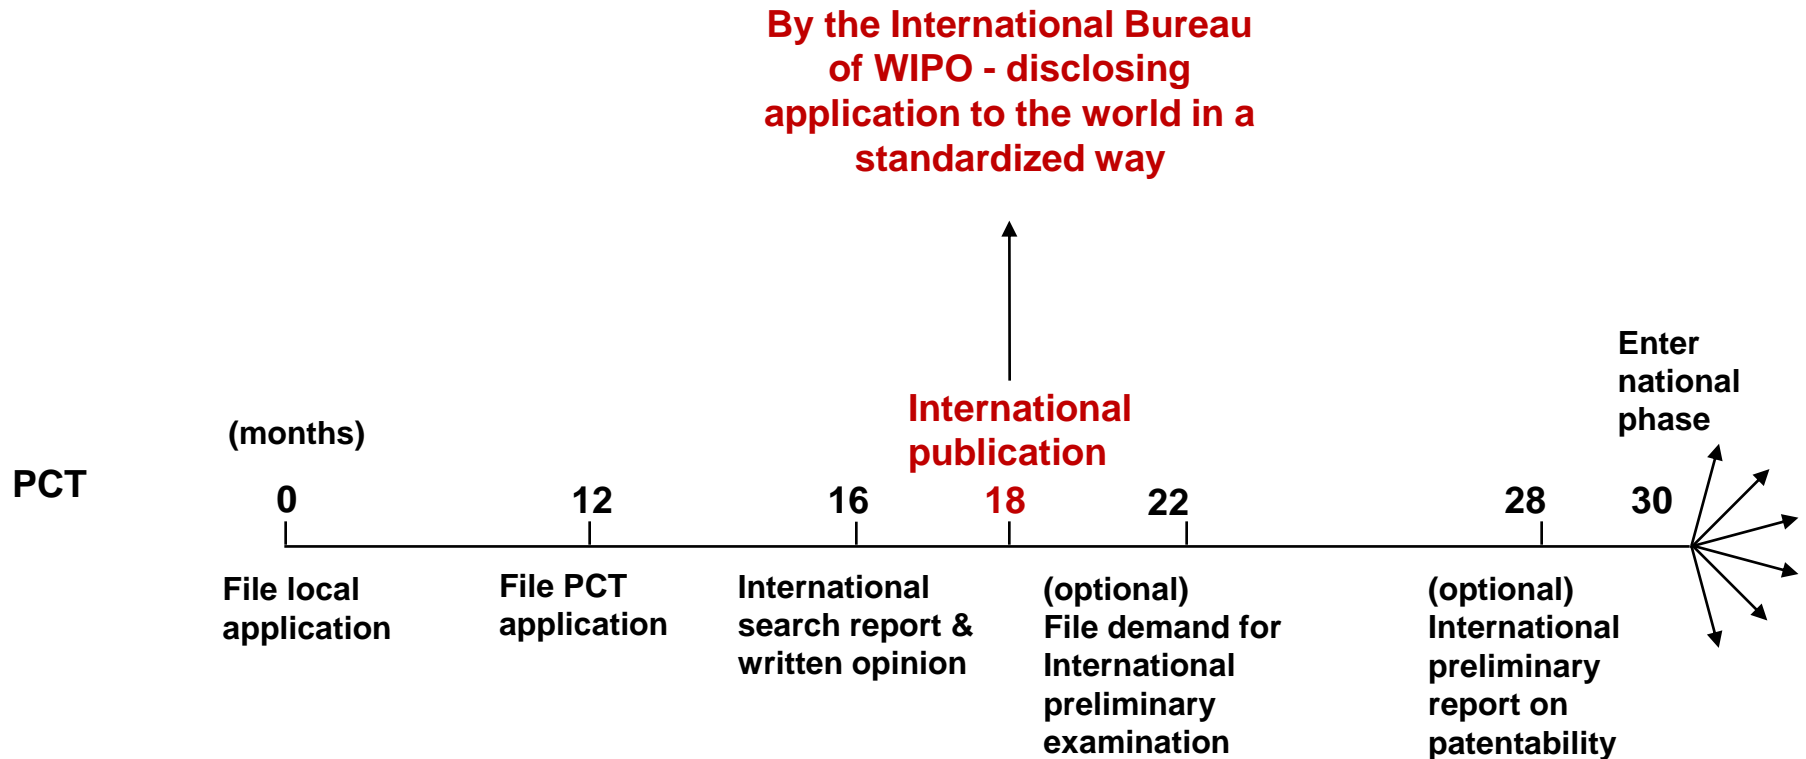 By the International Bureau
of WIPO - disclosing
application to the world in a
standardized way
Enter
national
phase
International
publication
(months)
PCT
0
12
16
18
22
28
30
File local
application
File PCT
application
International
search report &
written opinion
(optional)
File demand for
International
preliminary
examination
(optional)
International
preliminary
report on
patentability